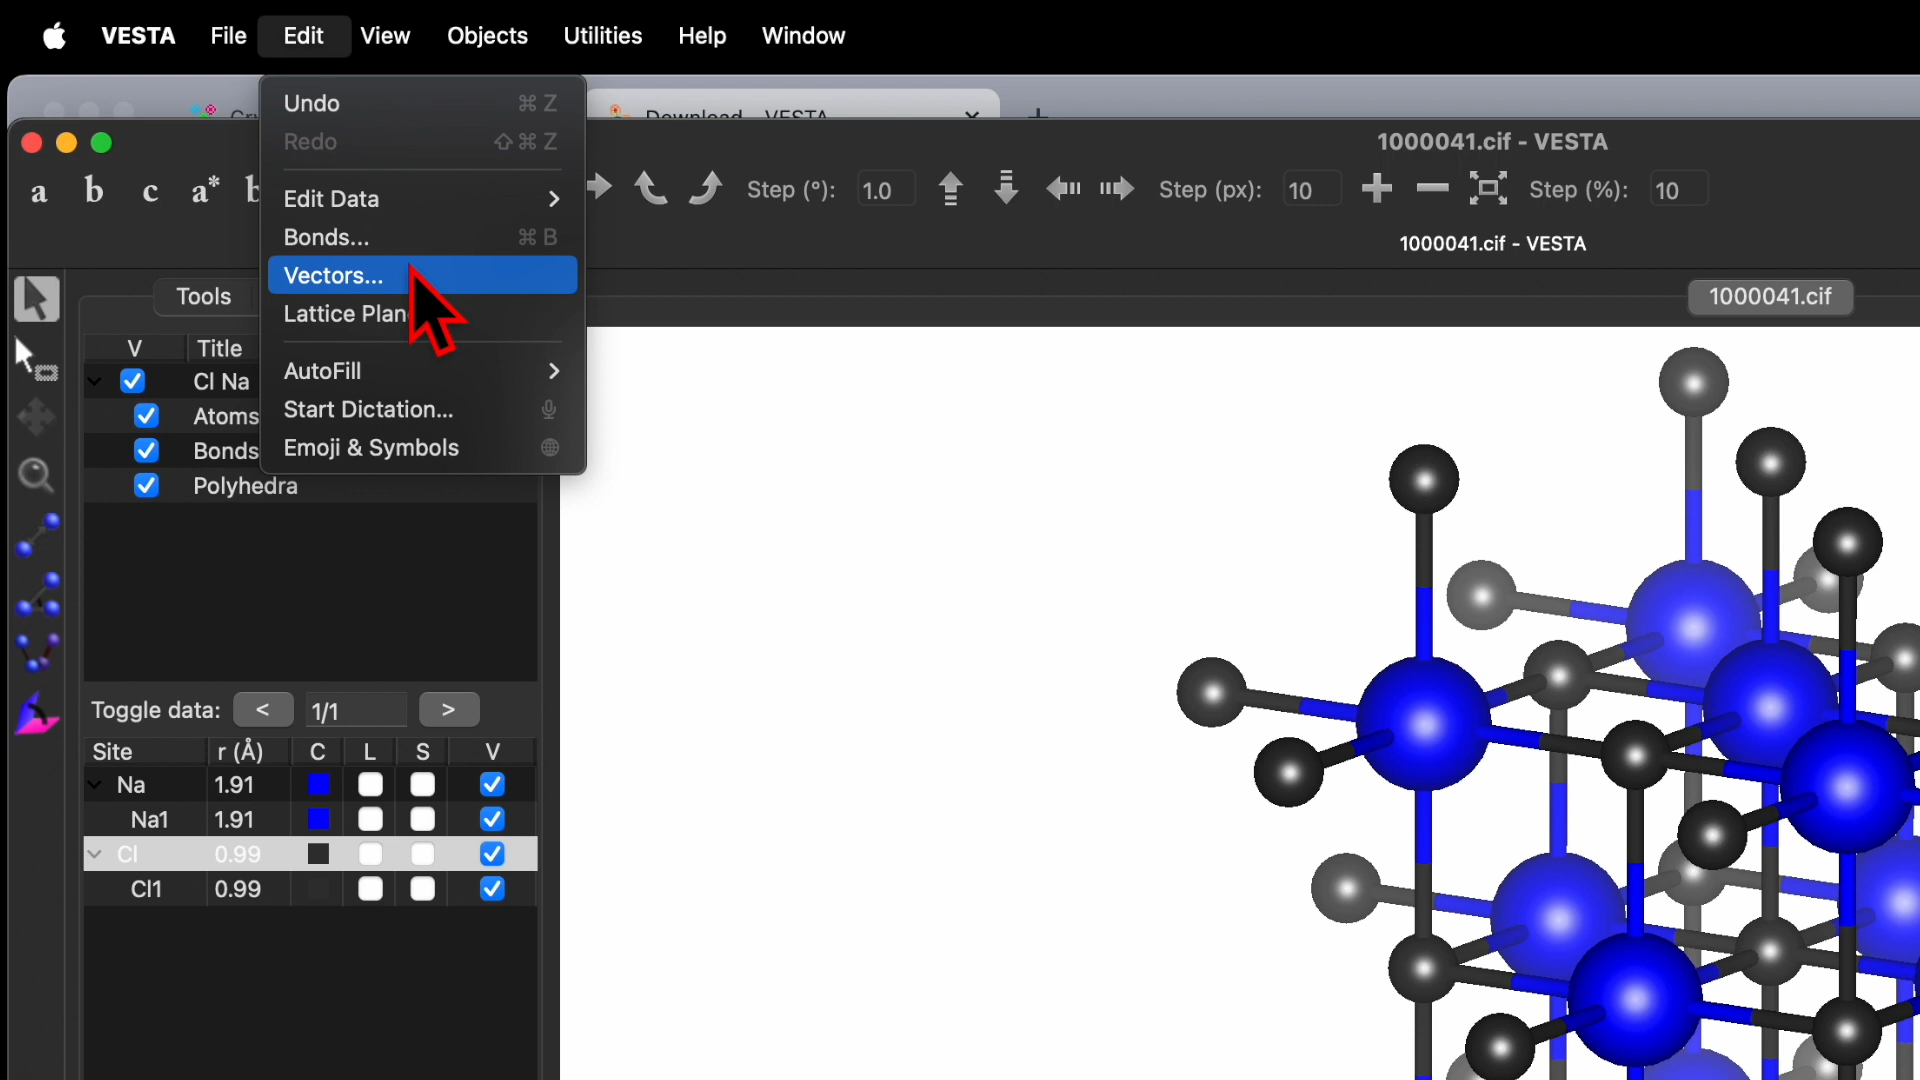 VESTA File Edit View Objects Utilities Help Window
Undo ⌘ Z
Download VESTA
Redo ⇧ ⌘ Z
1000041.cif - VESTA
a b c a* b
Edit Data
Step (°): 1.0
Step (px): 10
Step (%): 10
Bonds... ⌘ B
1000041.cif - VESTA
Vectors...
Tools
Lattice Plan
1000041.cif
V Title
AutoFill
Cl Na
Start Dictation...
Atoms
Emoji & Symbols
Bonds
Polyhedra
Toggle data: < 1/1 >
Site r (Å) C L S V
Na 1.91
Na1 1.91
Cl 0.99
Cl1 0.99